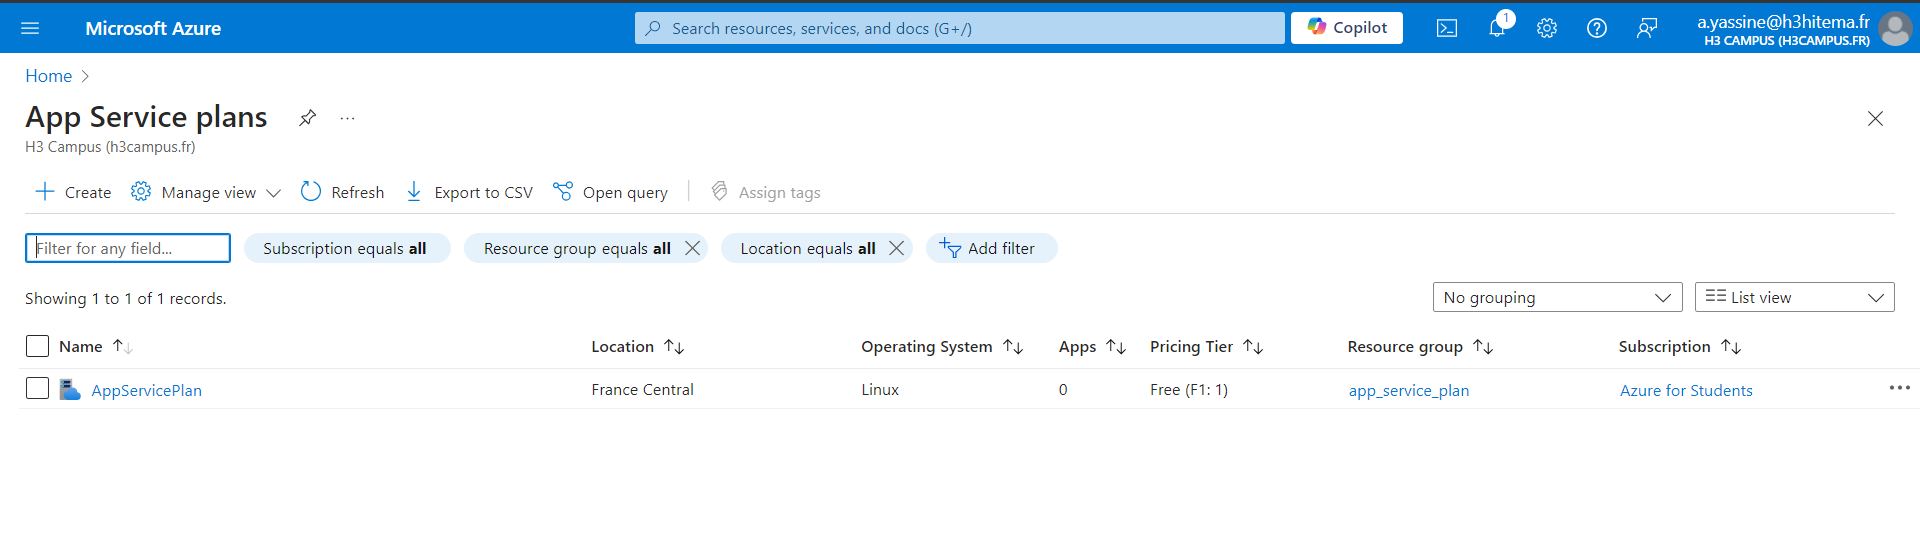 Microsoft Azure
Search resources, services, and docs (G+/)
Copilot
1
a.yassine@h3hitema.fr
H3 CAMPUS (H3CAMPUS.FR)
Home
App Service plans
H3 Campus (h3campus.fr)
Create
Manage view
Refresh
Export to CSV
Open query
Assign tags
Filter for any field...
Subscription equals all
Resource group equals all
Location equals all
Add filter
Showing 1 to 1 of 1 records.
No grouping
List view
Name Location Operating System Apps Pricing Tier Resource group Subscription
AppServicePlan France Central Linux 0 Free (F1: 1) app_service_plan Azure for Students